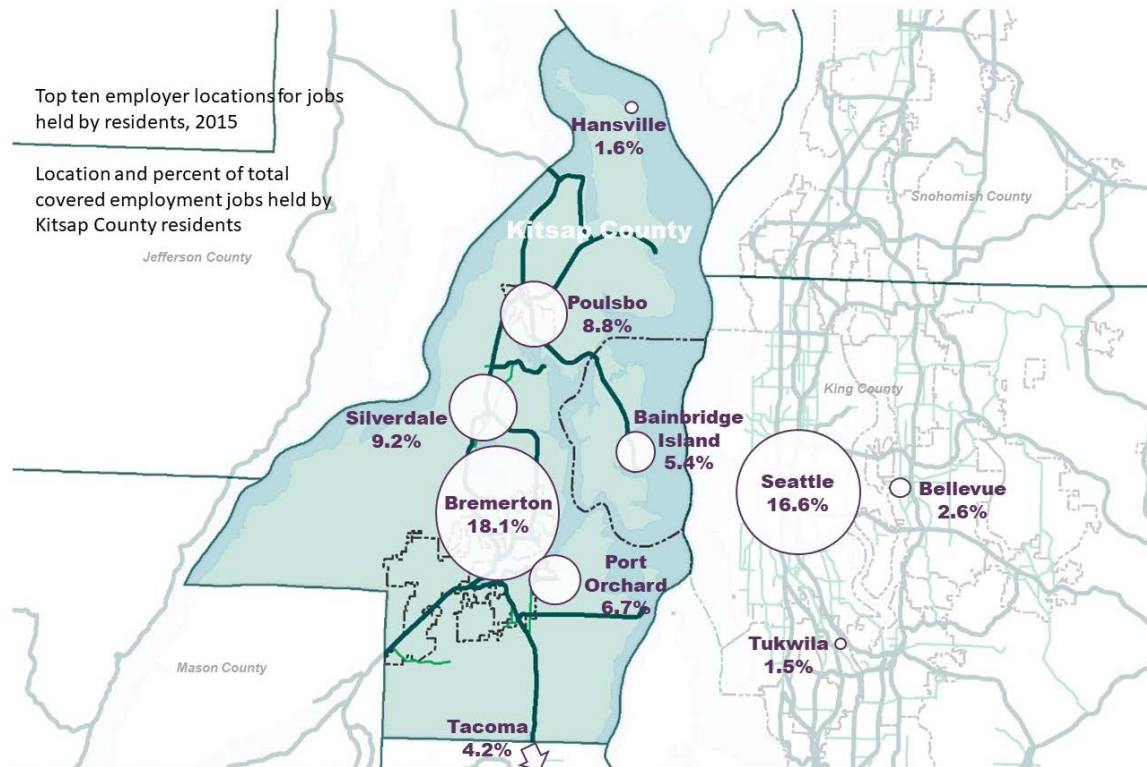 Top ten employer locations for jobs
held by residents, 2015
Location and percent of total
covered employment jobs held by
Kitsap County residents
Hansville
1.6%
Snohomish County
Kitsap County
Jefferson County
Poulsbo
8.8%
King County
Silverdale
9.2%
Bainbridge
Island
5.4%
Seattle
16.6%
Bellevue
2.6%
Bremerton
18.1%
Port
Orchard
6.7%
Tukwila
1.5%
Mason County
Tacoma
4.2%